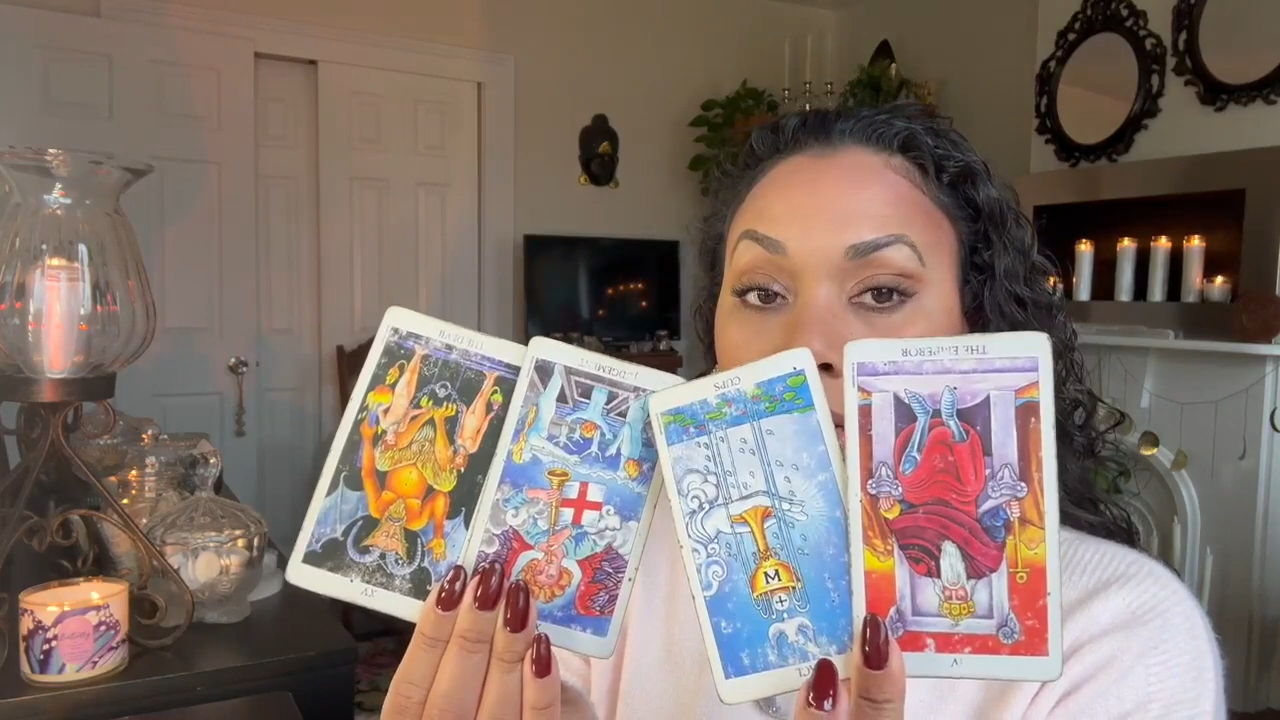 THE DEVIL
XV
JUDGEMENT
CUPS
M
THE EMPEROR
IV